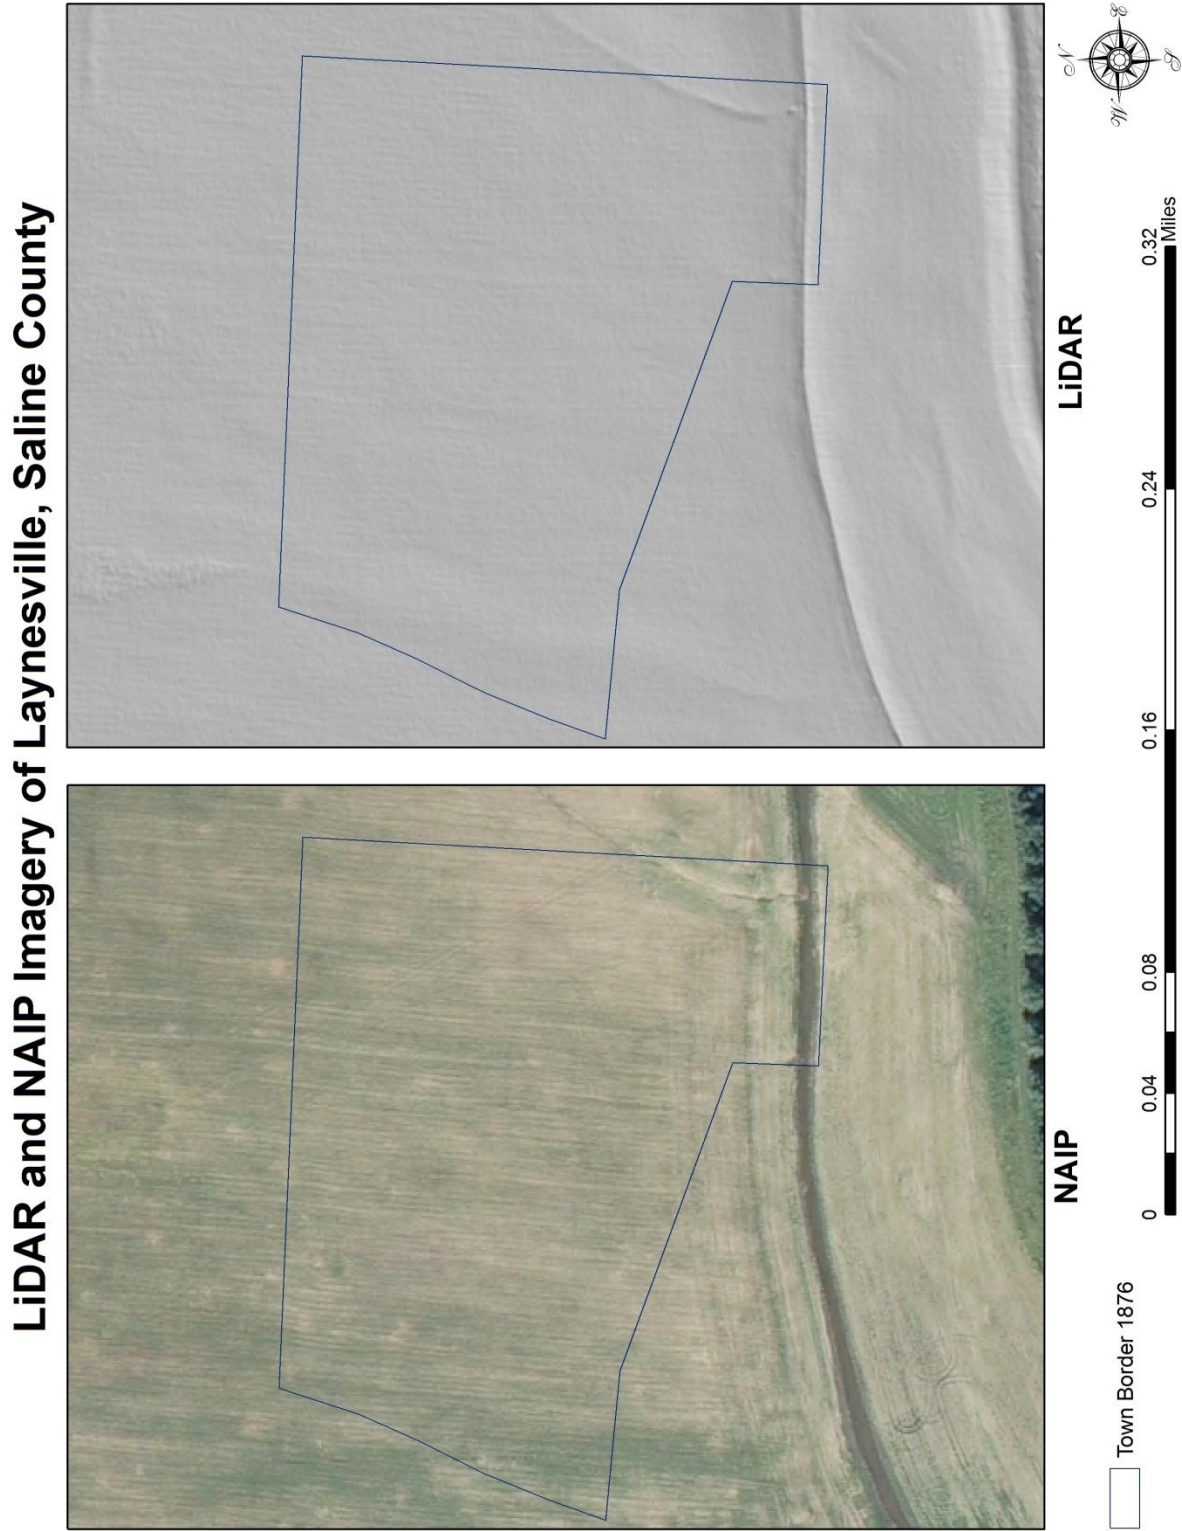 LiDAR and NAIP Imagery of Laynesville, Saline County
NAIP
LiDAR
Town Border 1876
0 0.04 0.08 0.16 0.24 0.32
Miles
N
E
S
W